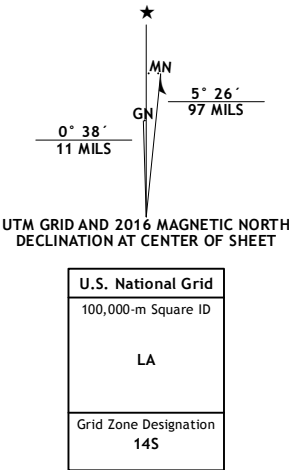 MN
GN
5° 26´
97 MILS
0° 38´
11 MILS
UTM GRID AND 2016 MAGNETIC NORTH
DECLINATION AT CENTER OF SHEET
U.S. National Grid
100,000-m Square ID
LA
Grid Zone Designation
14S